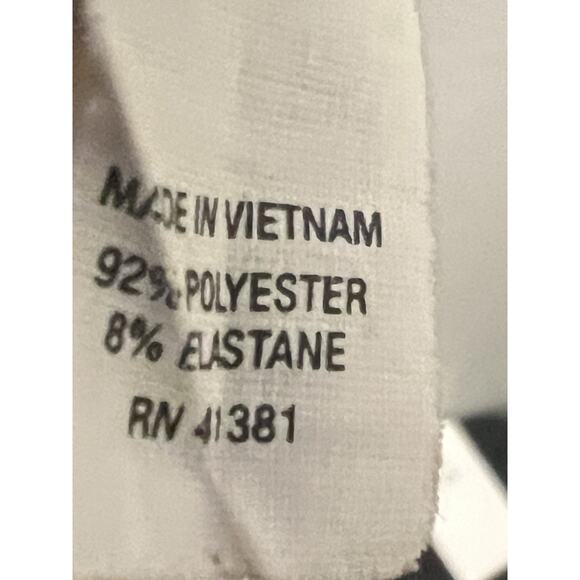 MADE IN VIETNAM
92% POLYESTER
8% ELASTANE
RN 41381